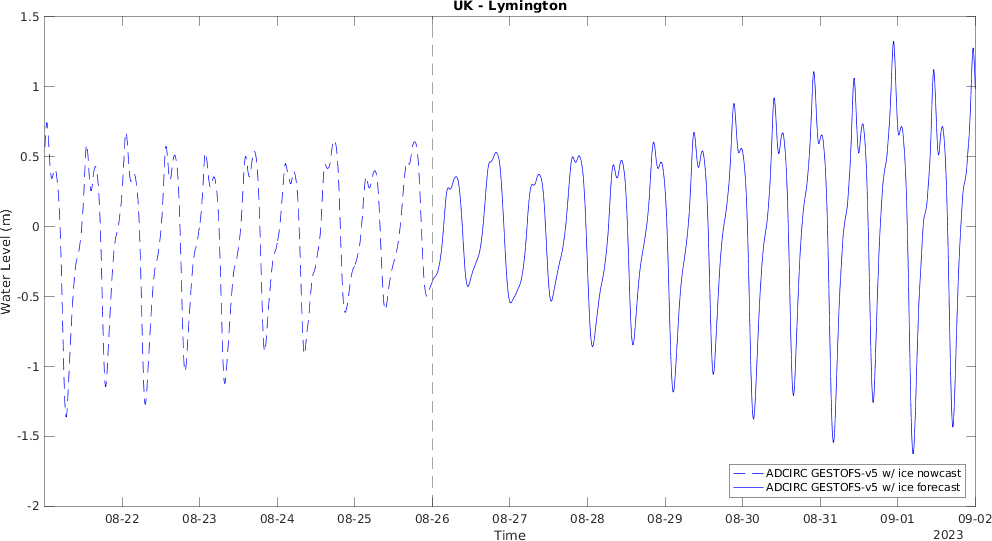 UK - Lymington
1.5
1
0.5
0
-0.5
-1
-1.5
-2
Water Level (m)
ADCIRC GESTOFS-v5 w/ ice nowcast
ADCIRC GESTOFS-v5 w/ ice forecast
08-22 08-23 08-24 08-25 08-26 08-27 08-28 08-29 08-30 08-31 09-01 09-02
Time
2023